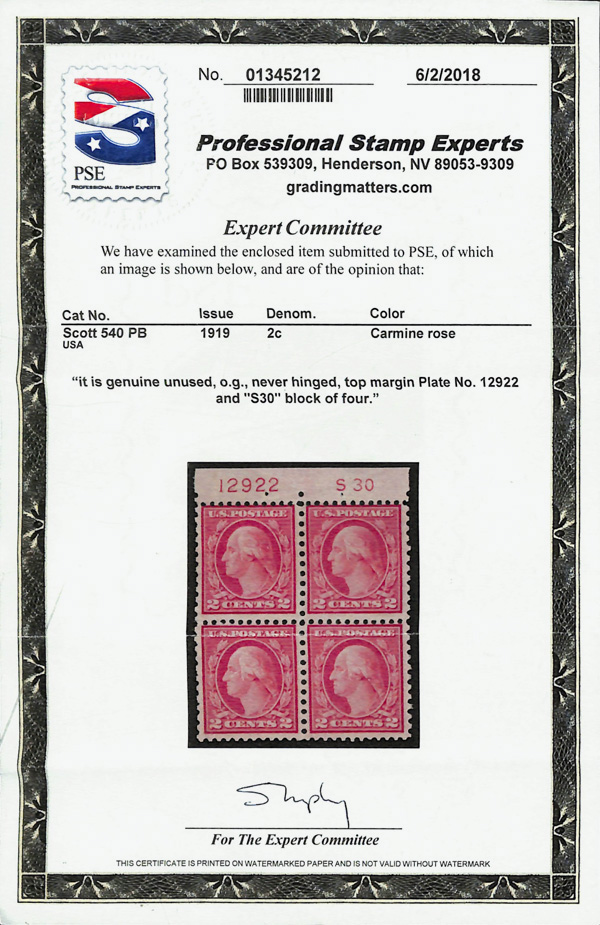 No. 01345212 6/2/2018
PSE
PROFESSIONAL STAMP EXPERTS
Professional Stamp Experts
PO Box 539309, Henderson, NV 89053-9309
gradingmatters.com
Expert Committee
We have examined the enclosed item submitted to PSE, of which
an image is shown below, and are of the opinion that:
Cat No. Issue Denom. Color
Scott 540 PB 1919 2c Carmine rose
USA
“it is genuine unused, o.g., never hinged, top margin Plate No. 12922
and "S30" block of four.”
12922 S 30
U.S.POSTAGE U.S.POSTAGE
2 CENTS 2 2 CENTS 2
U.S.POSTAGE U.S.POSTAGE
2 CENTS 2 2 CENTS 2
For The Expert Committee
THIS CERTIFICATE IS PRINTED ON WATERMARKED PAPER AND IS NOT VALID WITHOUT WATERMARK